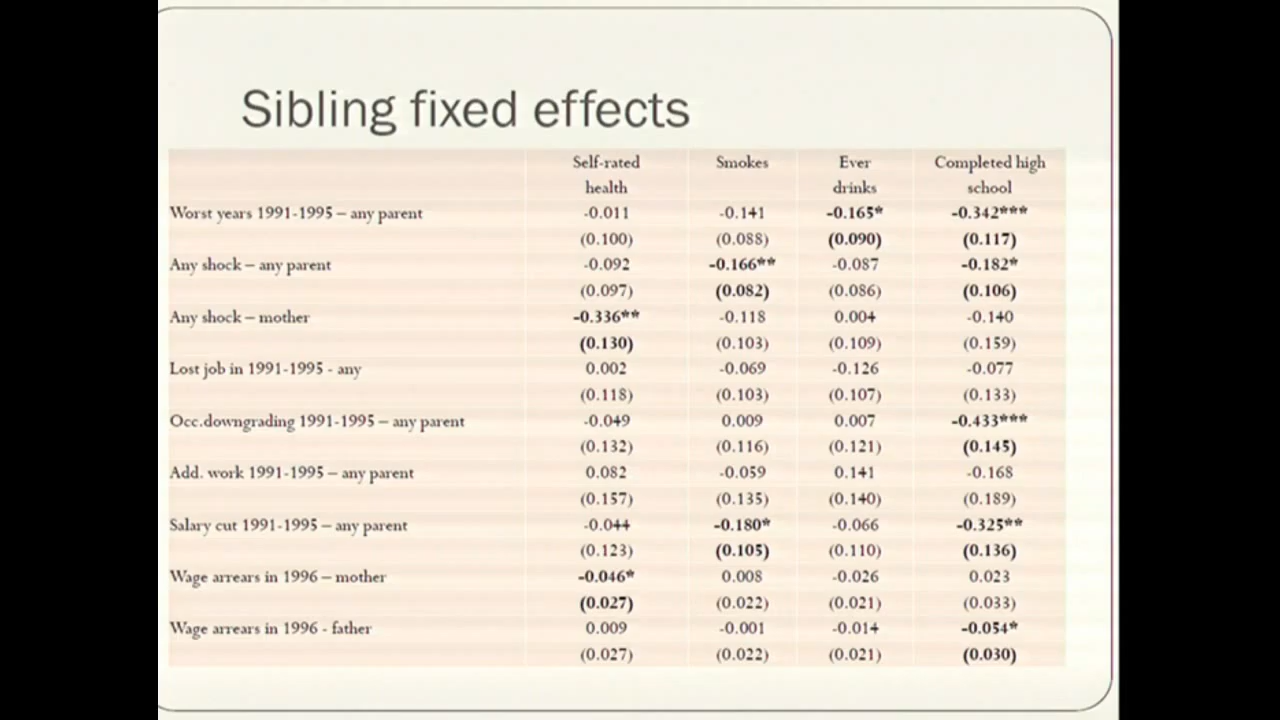 Sibling fixed effects
Self-rated health Smokes Ever drinks Completed high school
Worst years 1991-1995 – any parent -0.011 -0.141 -0.165* -0.342***
(0.100) (0.088) (0.090) (0.117)
Any shock – any parent -0.092 -0.166** -0.087 -0.182*
(0.097) (0.082) (0.086) (0.106)
Any shock – mother -0.336** -0.118 0.004 -0.140
(0.130) (0.103) (0.109) (0.159)
Lost job in 1991-1995 - any 0.002 -0.069 -0.126 -0.077
(0.118) (0.103) (0.107) (0.133)
Occ.downgrading 1991-1995 – any parent -0.049 0.009 0.007 -0.433***
(0.132) (0.116) (0.121) (0.145)
Add. work 1991-1995 – any parent 0.082 -0.059 0.141 -0.168
(0.157) (0.135) (0.140) (0.189)
Salary cut 1991-1995 – any parent -0.044 -0.180* -0.066 -0.325**
(0.123) (0.105) (0.110) (0.136)
Wage arrears in 1996 – mother -0.046* 0.008 -0.026 0.023
(0.027) (0.022) (0.021) (0.033)
Wage arrears in 1996 - father 0.009 -0.001 -0.014 -0.054*
(0.027) (0.022) (0.021) (0.030)